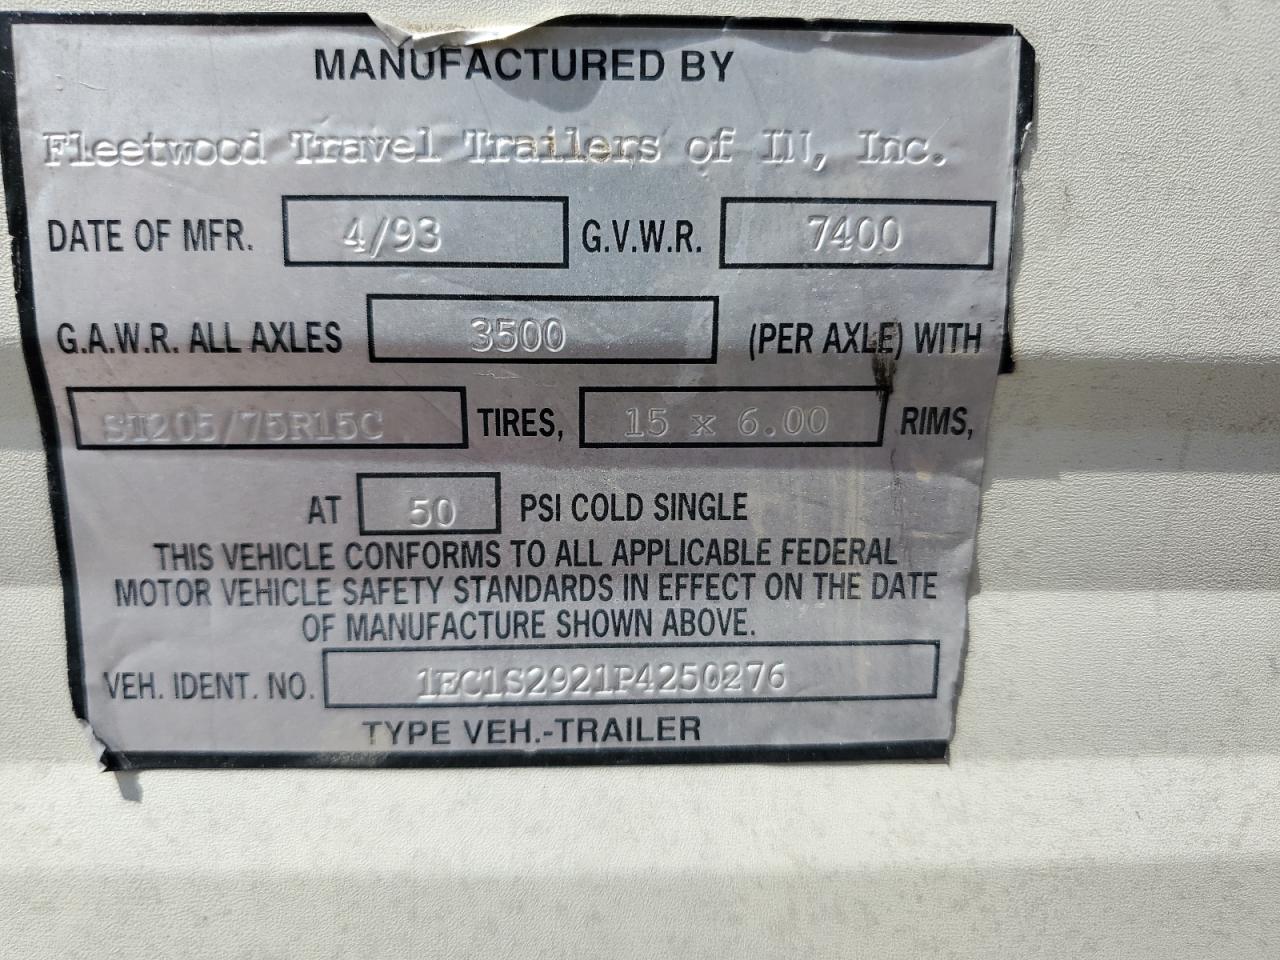 MANUFACTURED BY
Fleetwood Travel Trailers of IN, Inc.
DATE OF MFR. 4/93 G.V.W.R. 7400
G.A.W.R. ALL AXLES 3500 (PER AXLE) WITH
ST205/75R15C TIRES, 15 x 6.00 RIMS,
AT 50 PSI COLD SINGLE
THIS VEHICLE CONFORMS TO ALL APPLICABLE FEDERAL
MOTOR VEHICLE SAFETY STANDARDS IN EFFECT ON THE DATE
OF MANUFACTURE SHOWN ABOVE.
VEH. IDENT. NO. 1EC1S2921P4250276
TYPE VEH.-TRAILER